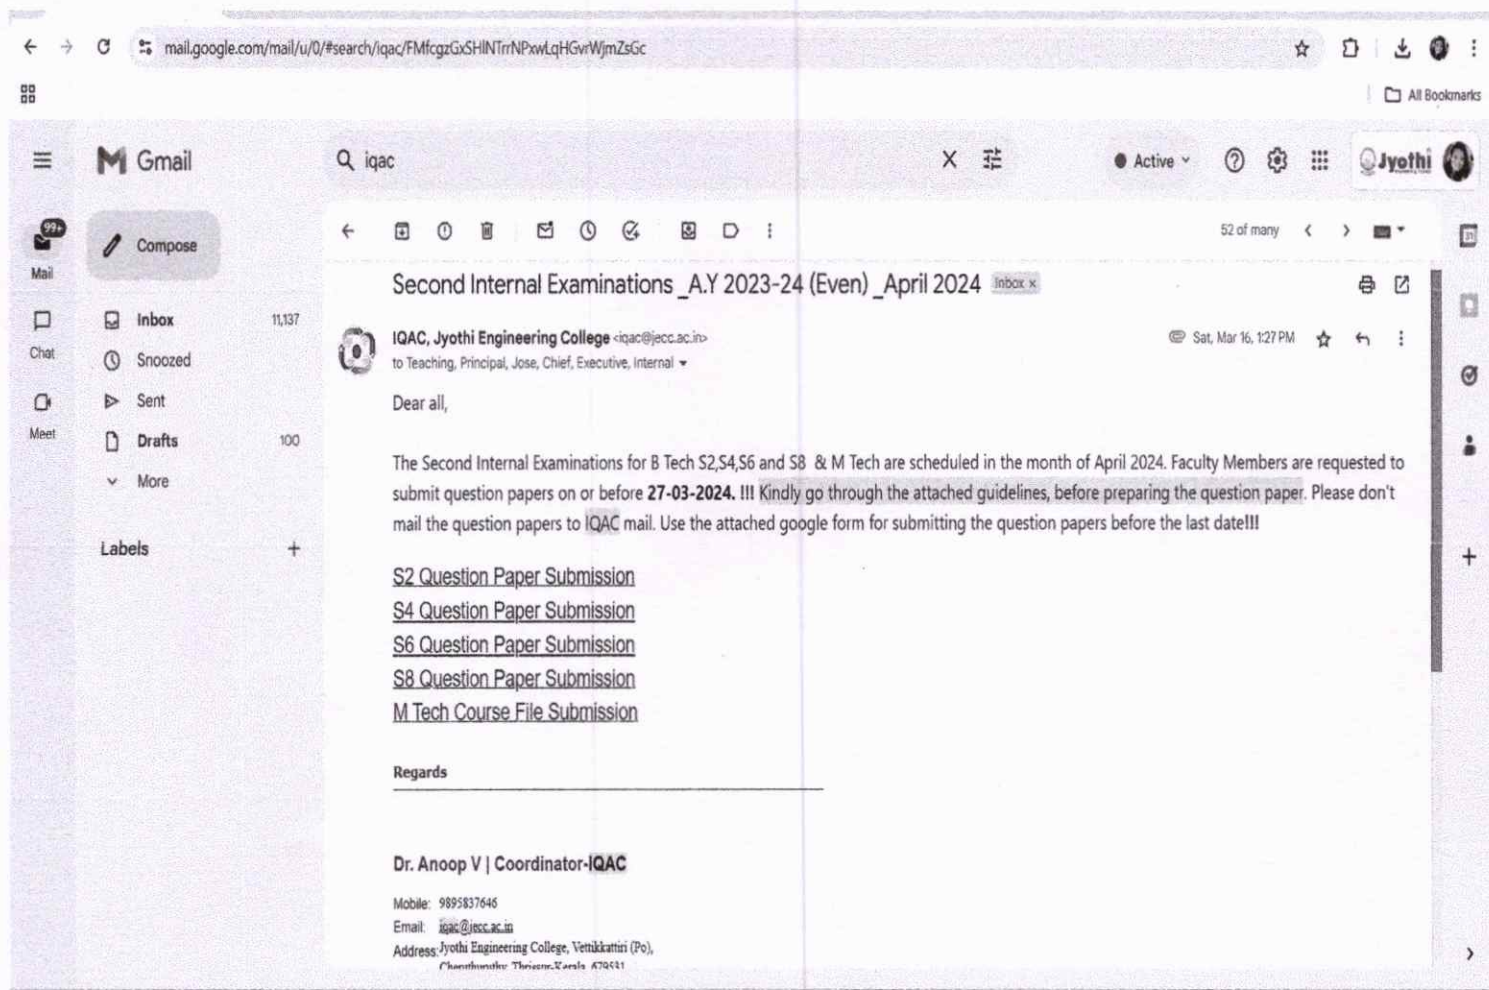 mail.google.com/mail/u/0/#search/iqac/FMfcgzGxSHlNTrrNPxwLqHGvrWjmZsGc
All Bookmarks
Gmail
iqac
Active
Jyothi
99+
Mail
Compose
52 of many
31
Second Internal Examinations _A.Y 2023-24 (Even) _April 2024 Inbox x
Inbox 11,137
IQAC, Jyothi Engineering College <iqac@jecc.ac.in>
Sat, Mar 16, 1:27 PM
to Teaching, Principal, Jose, Chief, Executive, Internal
Chat
Snoozed
Sent
Dear all,
Meet
Drafts 100
More
The Second Internal Examinations for B Tech S2,S4,S6 and S8 & M Tech are scheduled in the month of April 2024. Faculty Members are requested to
submit question papers on or before 27-03-2024. !!! Kindly go through the attached guidelines, before preparing the question paper. Please don't
mail the question papers to IQAC mail. Use the attached google form for submitting the question papers before the last date!!!
Labels
S2 Question Paper Submission
S4 Question Paper Submission
S6 Question Paper Submission
S8 Question Paper Submission
M Tech Course File Submission
Regards
Dr. Anoop V | Coordinator-IQAC
Mobile: 9895837646
Email: iqac@jecc.ac.in
Address: Jyothi Engineering College, Vettikkattiri (Po),
Cheruthuruthy, Thrissur-Kerala, 679531